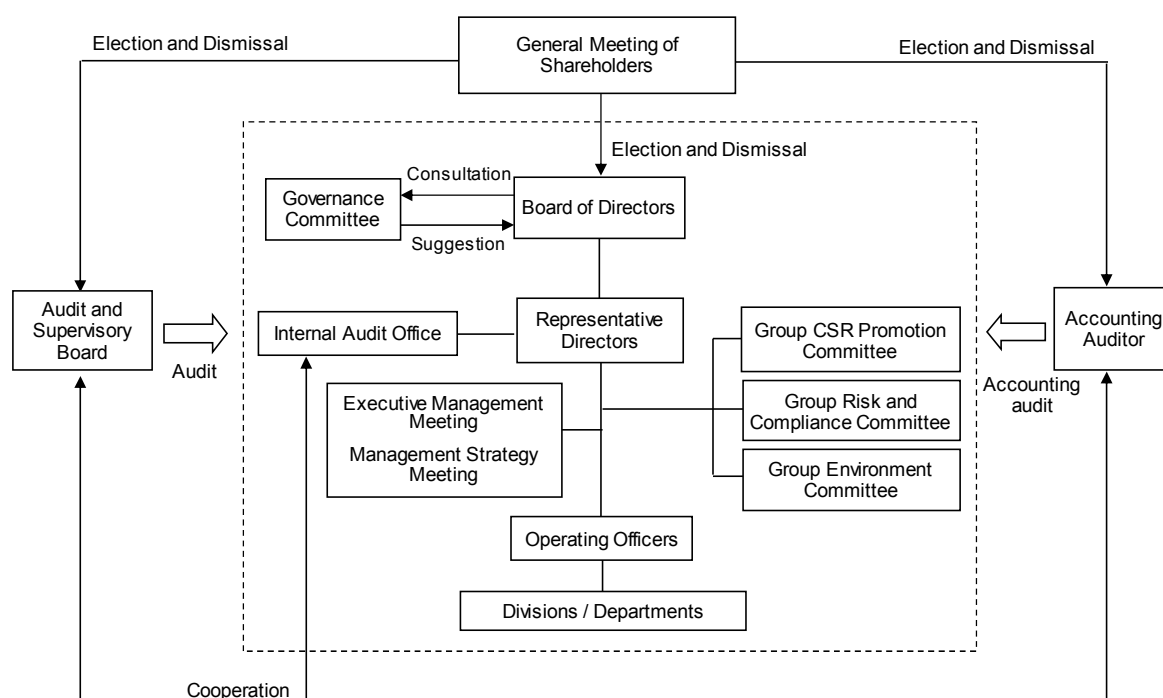 General Meeting of
Shareholders
Election and Dismissal
Election and Dismissal
Election and Dismissal
Consultation
Governance
Committee
Board of Directors
Suggestion
Audit and
Supervisory
Board
Audit
Internal Audit Office
Representative
Directors
Group CSR Promotion
Committee
Accounting
Auditor
Accounting
audit
Executive Management
Meeting
Management Strategy
Meeting
Group Risk and
Compliance Committee
Group Environment
Committee
Operating Officers
Divisions / Departments
Cooperation